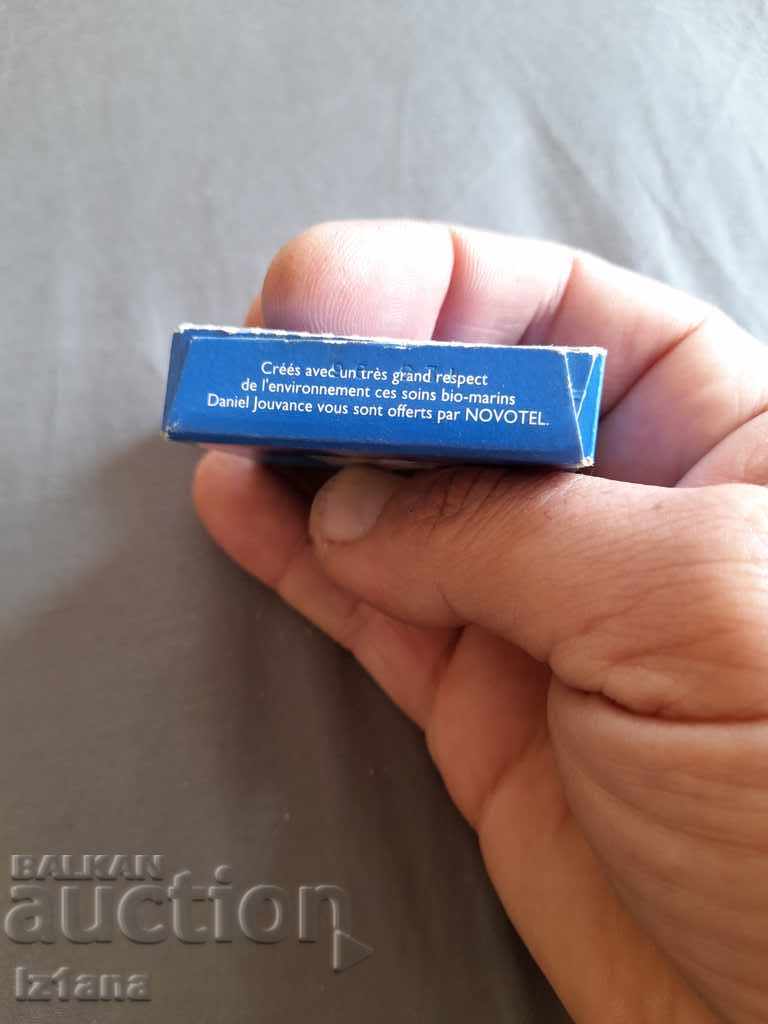 Créés avec un très grand respect
de l'environnement ces soins bio-marins
Daniel Jouvance vous sont offerts par NOVOTEL.
BALKAN
auction
Iz1ana